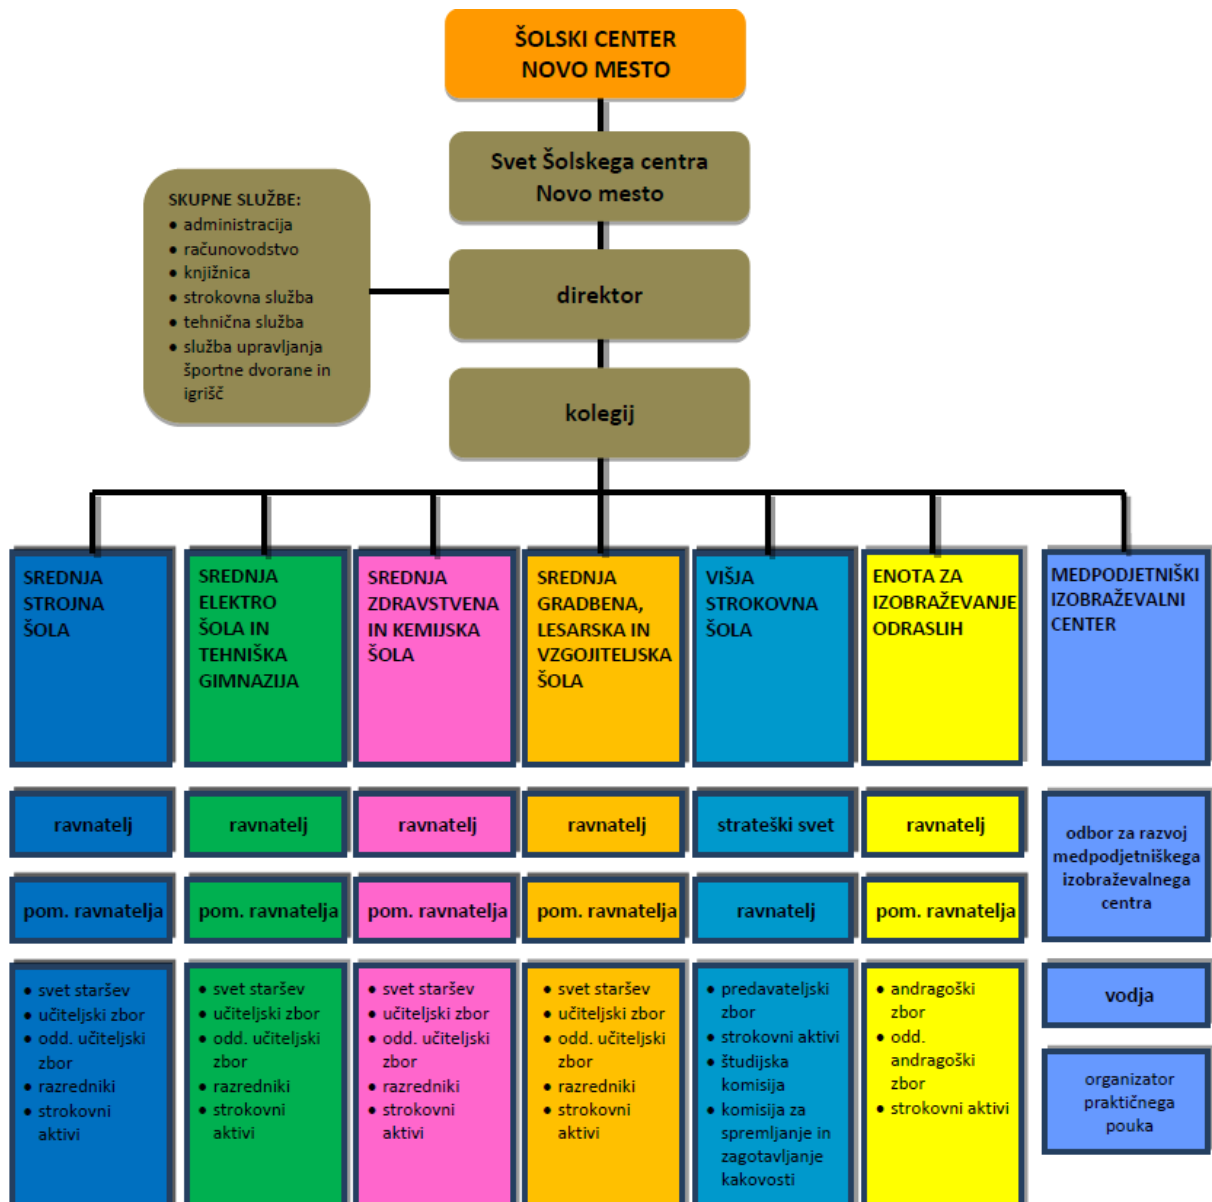 ŠOLSKI CENTER
NOVO MESTO
Svet Šolskega centra
Novo mesto
SKUPNE SLUŽBE:
• administracija
• računovodstvo
• knjižnica
• strokovna služba
• tehnična služba
• služba upravljanja
športne dvorane in
igrišč
direktor
kolegij
SREDNJA
STROJNA
ŠOLA
SREDNJA
ELEKTRO
ŠOLA IN
TEHNIŠKA
GIMNAZIJA
SREDNJA
ZDRAVSTVENA
IN KEMIJSKA
ŠOLA
SREDNJA
GRADBENA,
LESARSKA IN
VZGOJITELJSKA
ŠOLA
VIŠJA
STROKOVNA
ŠOLA
ENOTA ZA
IZOBRAŽEVANJE
ODRASLIH
MEDPODJETNIŠKI
IZOBRAŽEVALNI
CENTER
ravnatelj
ravnatelj
ravnatelj
ravnatelj
strateški svet
ravnatelj
odbor za razvoj
medpodjetniškega
izobraževalnega
centra
pom. ravnatelja
pom. ravnatelja
pom. ravnatelja
pom. ravnatelja
ravnatelj
pom. ravnatelja
• svet staršev
• učiteljski zbor
• odd. učiteljski
zbor
• razredniki
• strokovni
aktivi
• svet staršev
• učiteljski zbor
• odd. učiteljski
zbor
• razredniki
• strokovni
aktivi
• svet staršev
• učiteljski zbor
• odd. učiteljski
zbor
• razredniki
• strokovni
aktivi
• svet staršev
• učiteljski zbor
• odd. učiteljski
zbor
• razredniki
• strokovni
aktivi
• predavateljski
zbor
• strokovni aktivi
• študijska
komisija
• komisija za
spremljanje in
zagotavljanje
kakovosti
• andragoški
zbor
• odd.
andragoški
zbor
• strokovni aktivi
vodja
organizator
praktičnega
pouka